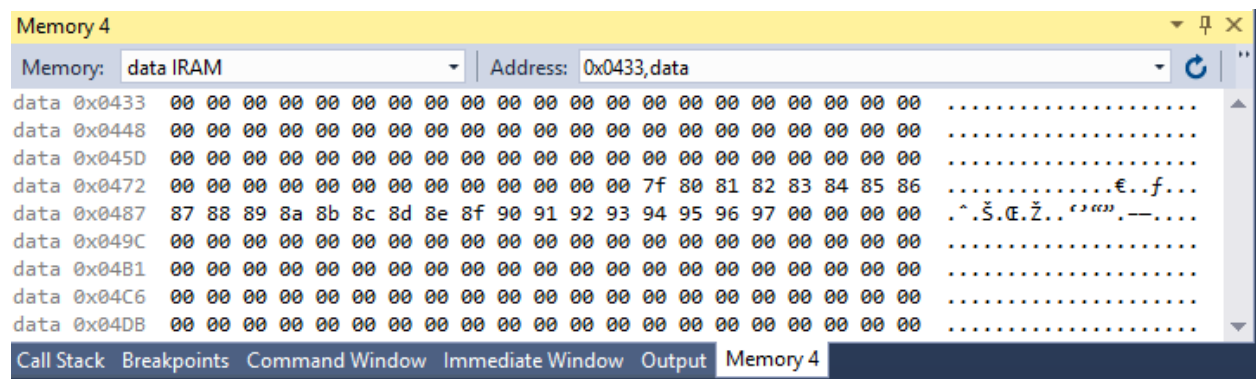 Memory 4
Memory: data IRAM Address: 0x0433,data
data 0x0433 00 00 00 00 00 00 00 00 00 00 00 00 00 00 00 00 00 00 00 00 00 .....................
data 0x0448 00 00 00 00 00 00 00 00 00 00 00 00 00 00 00 00 00 00 00 00 00 .....................
data 0x045D 00 00 00 00 00 00 00 00 00 00 00 00 00 00 00 00 00 00 00 00 00 .....................
data 0x0472 00 00 00 00 00 00 00 00 00 00 00 00 00 7f 80 81 82 83 84 85 86 ..............€..ƒ...
data 0x0487 87 88 89 8a 8b 8c 8d 8e 8f 90 91 92 93 94 95 96 97 00 00 00 00 .ˆ.Š.Œ.Ž..‘’“”.–—....
data 0x049C 00 00 00 00 00 00 00 00 00 00 00 00 00 00 00 00 00 00 00 00 00 .....................
data 0x04B1 00 00 00 00 00 00 00 00 00 00 00 00 00 00 00 00 00 00 00 00 00 .....................
data 0x04C6 00 00 00 00 00 00 00 00 00 00 00 00 00 00 00 00 00 00 00 00 00 .....................
data 0x04DB 00 00 00 00 00 00 00 00 00 00 00 00 00 00 00 00 00 00 00 00 00 .....................
Call Stack Breakpoints Command Window Immediate Window Output Memory 4